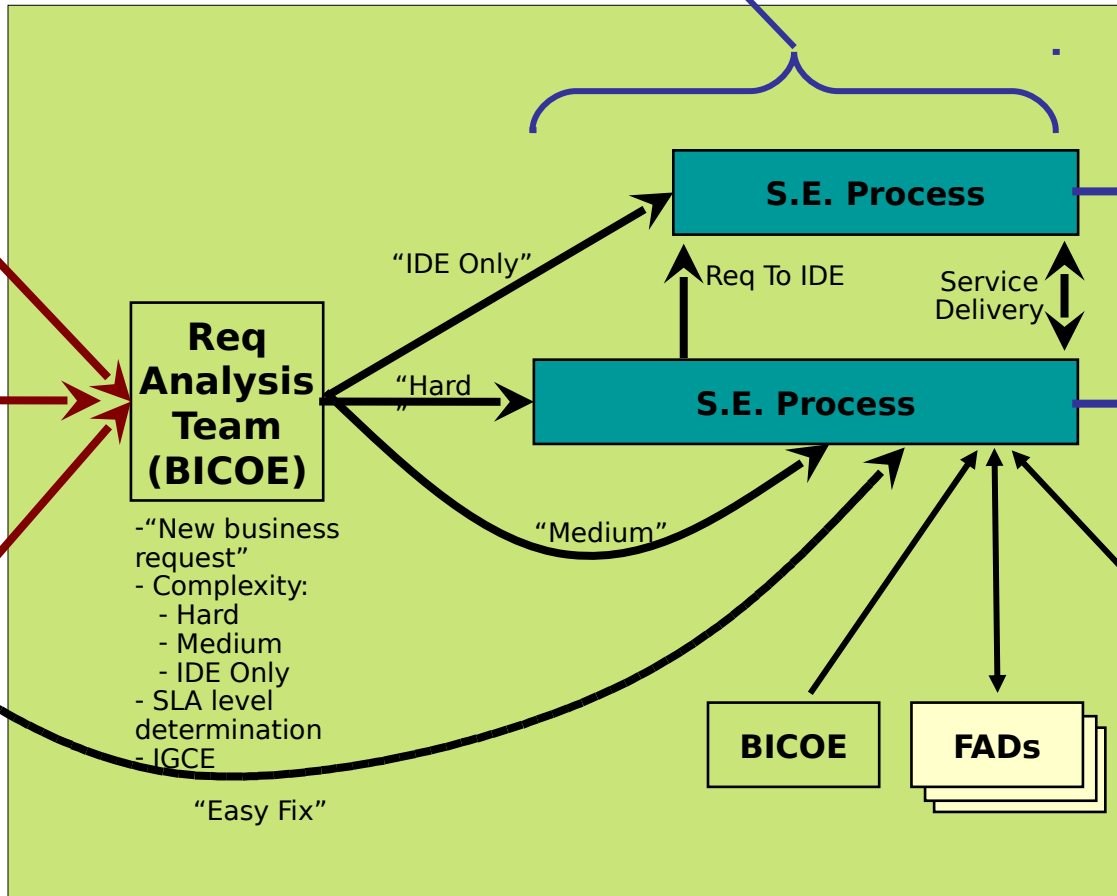 S.E. Process
“IDE Only”
Req To IDE
Service
Delivery
Req
Analysis
Team
(BICOE)
“Hard
”
S.E. Process
-“New business
request”
- Complexity:
- Hard
- Medium
- IDE Only
- SLA level
determination
- IGCE
“Medium”
“Easy Fix”
BICOE
FADs